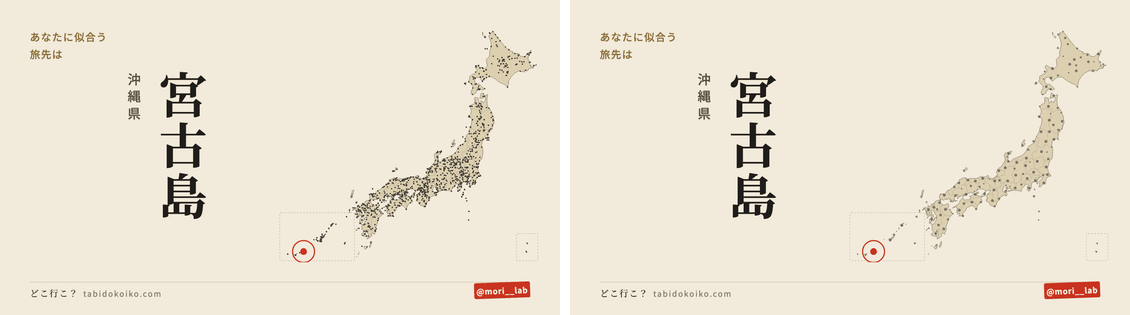 あなたに似合う
旅先は
沖縄県
宮古島
どこ行こ？ tabidokoiko.com
@mori__lab
あなたに似合う
旅先は
沖縄県
宮古島
どこ行こ？ tabidokoiko.com
@mori__lab